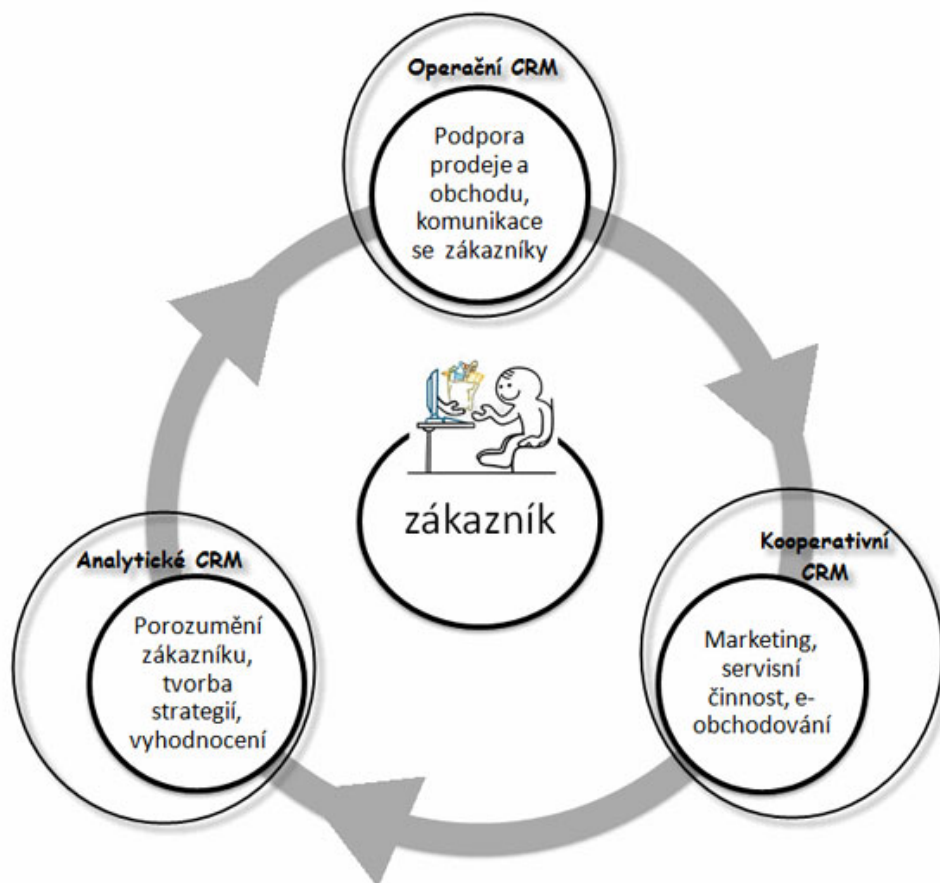 Operační CRM
Podpora
prodeje a
obchodu,
komunikace
se zákazníky
zákazník
Analytické CRM
Porozumění
zákazníku,
tvorba
strategií,
vyhodnocení
Kooperativní
CRM
Marketing,
servisní
činnost, e-
obchodování